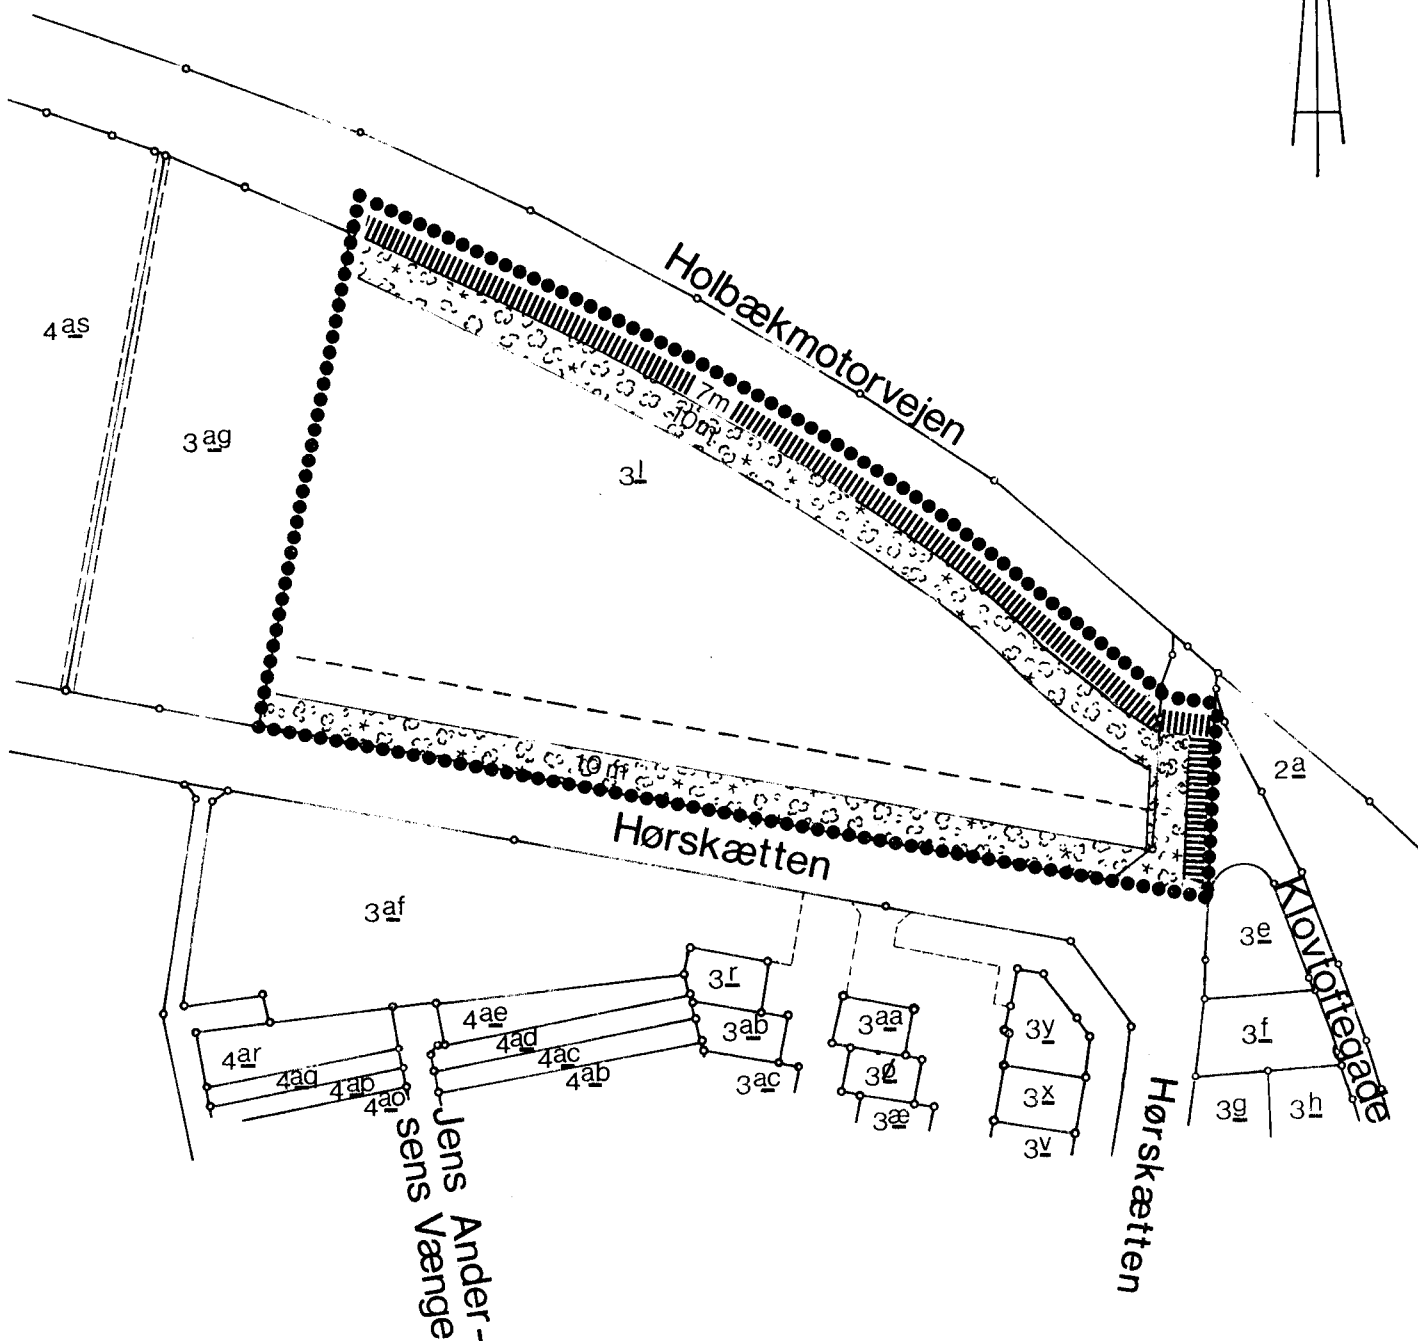 Holbækmotorvejen
4as
3ag
7m
10m
3l
2a
10m
Hørskætten
3af
3e
Klovtoftegade
3r
4ae
3ab
3aa
3y
3f
4ar
4ad
4ac
4ab
3ac
3ø
3x
4aq
4ap
4ao
3æ
3v
3g
3h
Jens Ander-
sens Vænge
Hørskætten